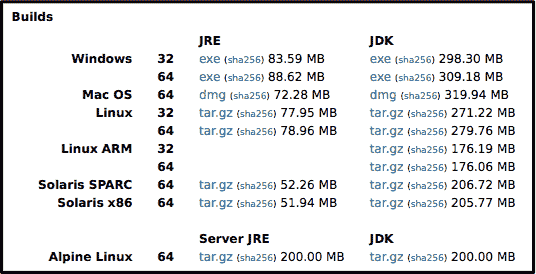 Builds
JRE JDK
Windows 32 exe (sha256) 83.59 MB exe (sha256) 298.30 MB
64 exe (sha256) 88.62 MB exe (sha256) 309.18 MB
Mac OS 64 dmg (sha256) 72.28 MB dmg (sha256) 319.94 MB
Linux 32 tar.gz (sha256) 77.95 MB tar.gz (sha256) 271.22 MB
64 tar.gz (sha256) 78.96 MB tar.gz (sha256) 279.76 MB
Linux ARM 32 tar.gz (sha256) 176.19 MB
64 tar.gz (sha256) 176.06 MB
Solaris SPARC 64 tar.gz (sha256) 52.26 MB tar.gz (sha256) 206.72 MB
Solaris x86 64 tar.gz (sha256) 51.94 MB tar.gz (sha256) 205.77 MB
Server JRE JDK
Alpine Linux 64 tar.gz (sha256) 200.00 MB tar.gz (sha256) 200.00 MB